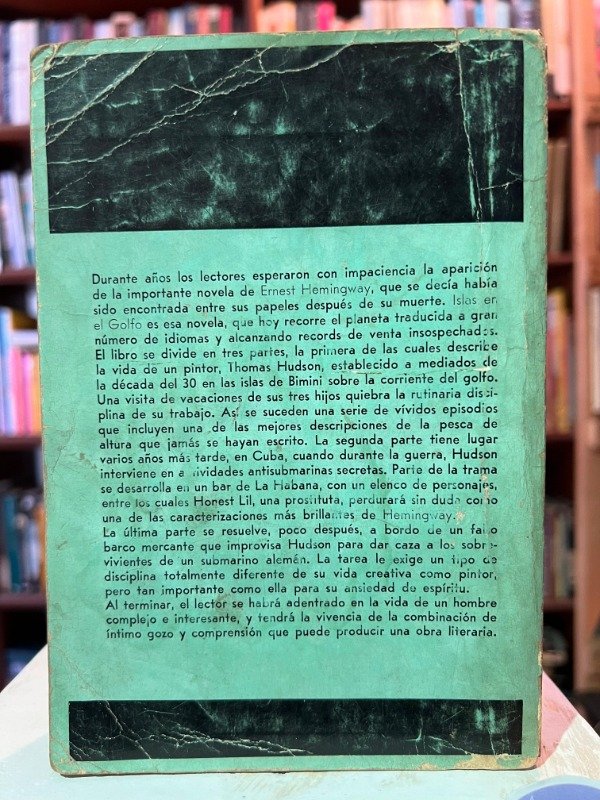 Durante años los lectores esperaron con impaciencia la aparición
de la importante novela de Ernest Hemingway, que se decía había
sido encontrada entre sus papeles después de su muerte. Islas en
el Golfo es esa novela, que hoy recorre el planeta traducida a gran
número de idiomas y alcanzando records de venta insospechados.
El libro se divide en tres partes, la primera de las cuales describe
la vida de un pintor, Thomas Hudson, establecido a mediados de
la década del 30 en las islas de Bimini sobre la corriente del golfo.
Una visita de vacaciones de sus tres hijos quiebra la rutinaria disci-
plina de su trabajo. Así se suceden una serie de vívidos episodios
que incluyen una de las mejores descripciones de la pesca de
altura que jamás se hayan escrito. La segunda parte tiene lugar
varios años más tarde, en Cuba, cuando durante la guerra, Hudson
interviene en actividades antisubmarinas secretas. Parte de la trama
se desarrolla en un bar de La Habana, con un elenco de personajes,
entre los cuales Honest Lil, una prostituta, perdurará sin duda como
una de las caracterizaciones más brillantes de Hemingway.
La última parte se resuelve, poco después, a bordo de un falso
barco mercante que improvisa Hudson para dar caza a los sobre-
vivientes de un submarino alemán. La tarea le exige un tipo de
disciplina totalmente diferente de su vida creativa como pintor,
pero tan importante como ella para su ansiedad de espíritu.
Al terminar, el lector se habrá adentrado en la vida de un hombre
complejo e interesante, y tendrá la vivencia de la combinación de
íntimo gozo y comprensión que puede producir una obra literaria.